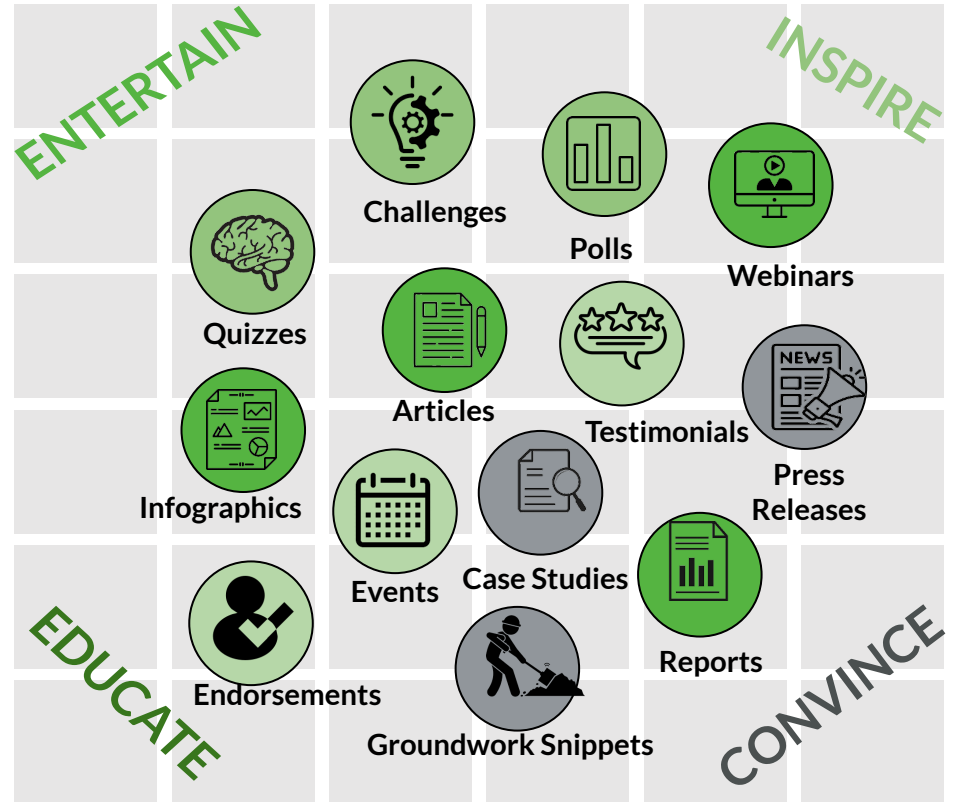 ENTERTAIN
INSPIRE
Challenges
Polls
Webinars
Quizzes
Articles
Testimonials
NEWS
Press
Releases
Infographics
Events
Case Studies
Reports
Endorsements
Groundwork Snippets
EDUCATE
CONVINCE